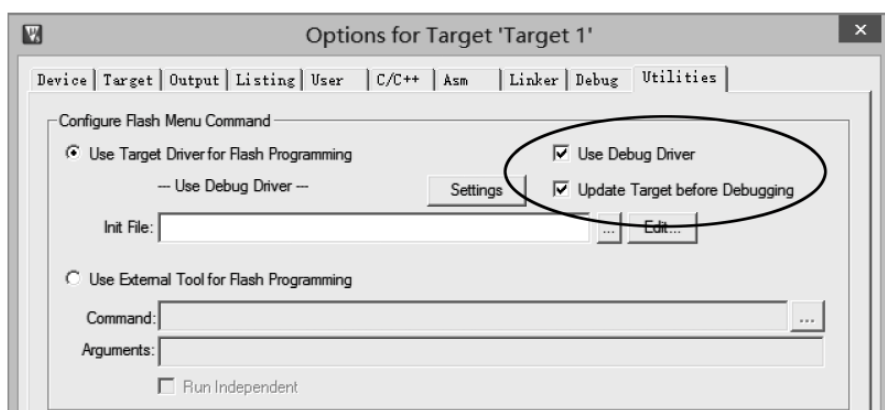 Options for Target 'Target 1'
Device Target Output Listing User C/C++ Asm Linker Debug Utilities
Configure Flash Menu Command
Use Target Driver for Flash Programming Use Debug Driver
--- Use Debug Driver --- Settings Update Target before Debugging
Init File: ... Edit...
Use External Tool for Flash Programming
Command: ...
Arguments:
Run Independent